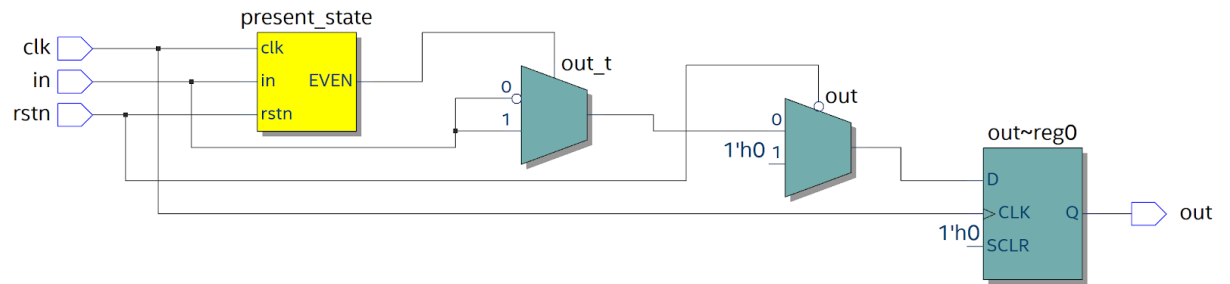 present_state
clk
in
rstn
clk
in
rstn
EVEN
out_t
0
1
out
0
1'h0
1
out~reg0
D
CLK
1'h0
SCLR
Q
out